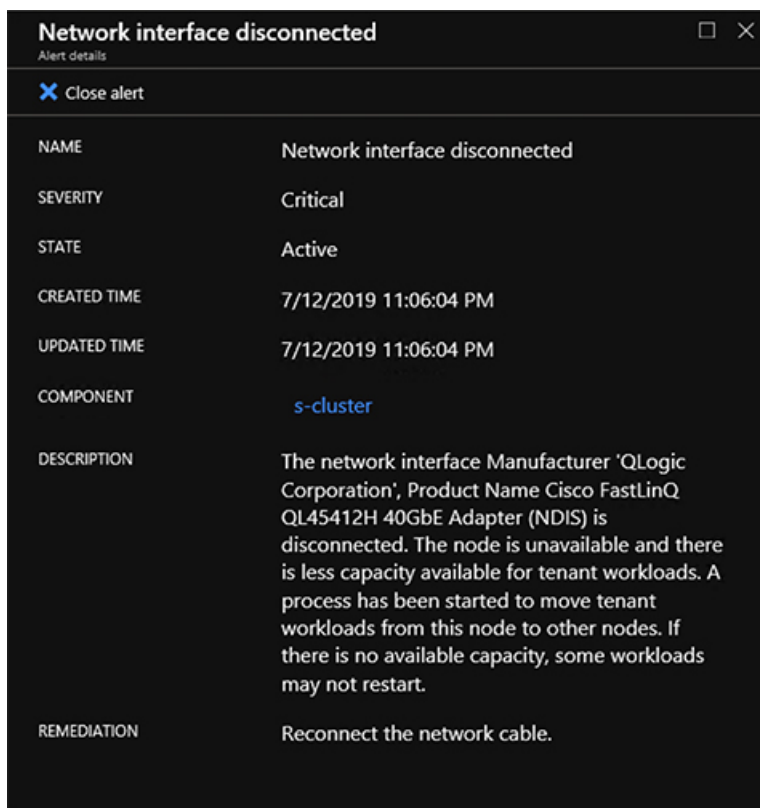 Network interface disconnected
Alert details
Close alert
NAME
Network interface disconnected
SEVERITY
Critical
STATE
Active
CREATED TIME
7/12/2019 11:06:04 PM
UPDATED TIME
7/12/2019 11:06:04 PM
COMPONENT
s-cluster
DESCRIPTION
The network interface Manufacturer 'QLogic
Corporation', Product Name Cisco FastLinQ
QL45412H 40GbE Adapter (NDIS) is
disconnected. The node is unavailable and there
is less capacity available for tenant workloads. A
process has been started to move tenant
workloads from this node to other nodes. If
there is no available capacity, some workloads
may not restart.
REMEDIATION
Reconnect the network cable.